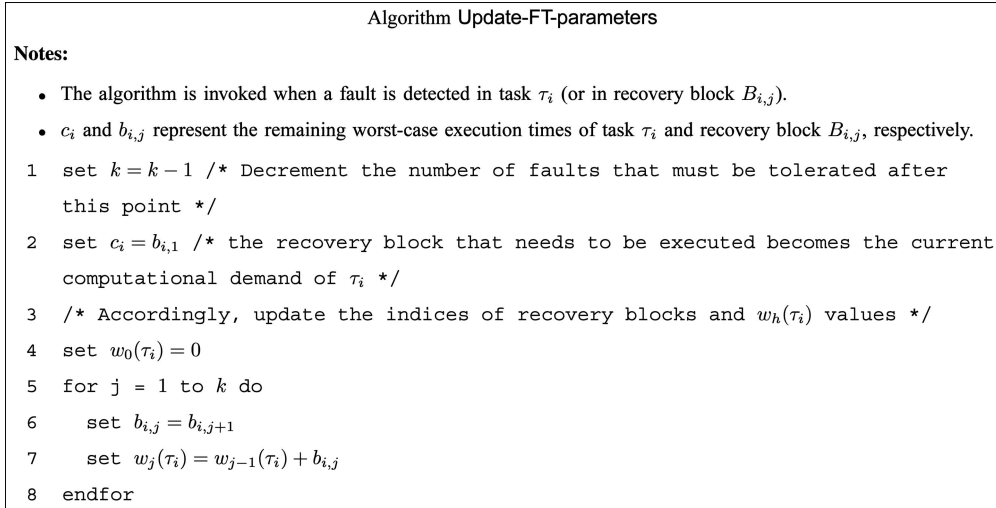 Algorithm Update-FT-parameters
Notes:
• The algorithm is invoked when a fault is detected in task τ_i (or in recovery block B_{i,j}).
• c_i and b_{i,j} represent the remaining worst-case execution times of task τ_i and recovery block B_{i,j}, respectively.
1 set k = k − 1 /* Decrement the number of faults that must be tolerated after
this point */
2 set c_i = b_{i,1} /* the recovery block that needs to be executed becomes the current
computational demand of τ_i */
3 /* Accordingly, update the indices of recovery blocks and w_h(τ_i) values */
4 set w_0(τ_i) = 0
5 for j = 1 to k do
6 set b_{i,j} = b_{i,j+1}
7 set w_j(τ_i) = w_{j−1}(τ_i) + b_{i,j}
8 endfor